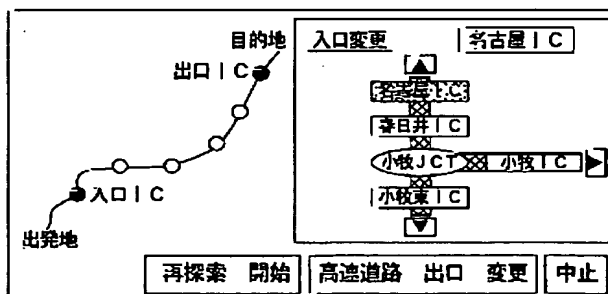 目的地
出口IC
入口IC
出発地
入口変更
名古屋IC
名古屋IC
春日井IC
小牧JCT
小牧IC
小牧東IC
再探索 開始
高速道路 出口 変更
中止